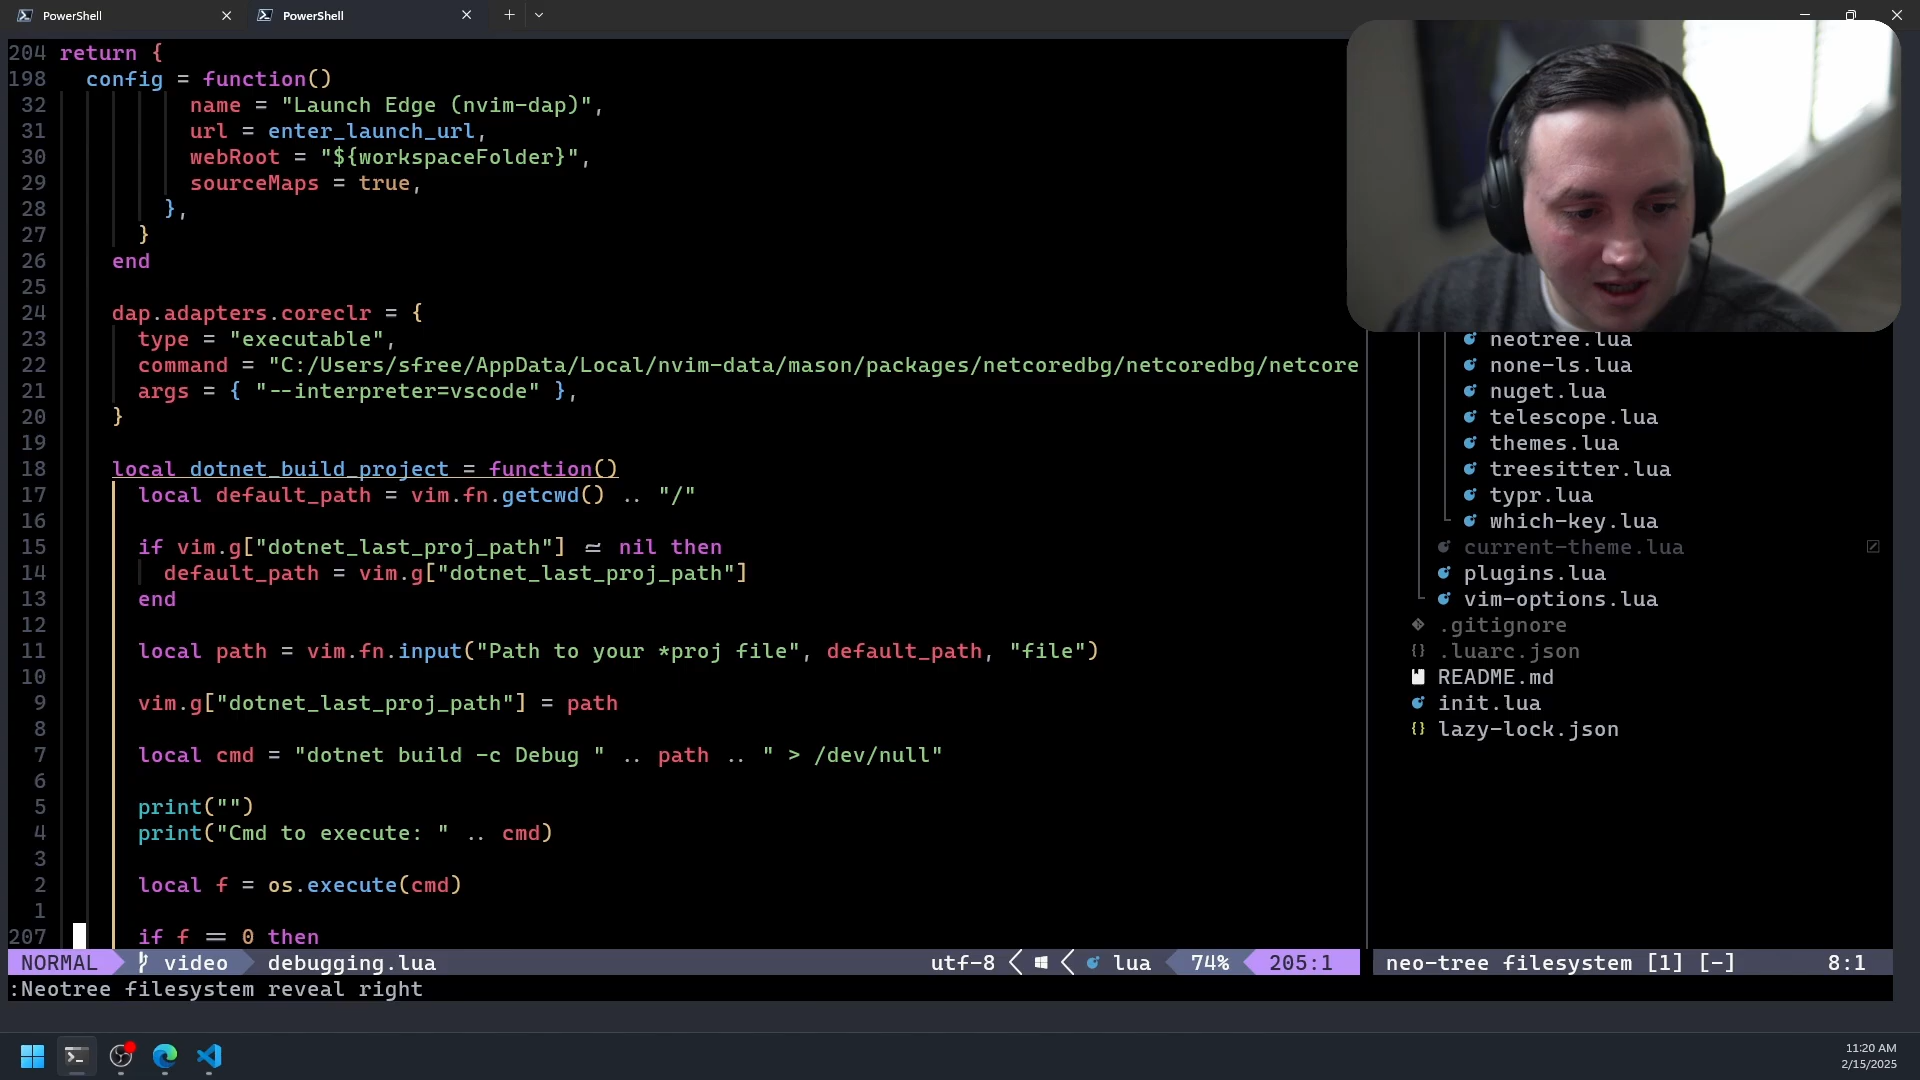 PowerShell
PowerShell
204 return {
198 config = function()
32 name = "Launch Edge (nvim-dap)",
31 url = enter_launch_url,
30 webRoot = "${workspaceFolder}",
29 sourceMaps = true,
28 },
27 }
26 end
25
24 dap.adapters.coreclr = {
23 type = "executable",
22 command = "C:/Users/sfree/AppData/Local/nvim-data/mason/packages/netcoredbg/netcoredbg/netcore
21 args = { "--interpreter=vscode" },
20 }
19
18 local dotnet_build_project = function()
17 local default_path = vim.fn.getcwd() .. "/"
16
15 if vim.g["dotnet_last_proj_path"] ~= nil then
14 default_path = vim.g["dotnet_last_proj_path"]
13 end
12
11 local path = vim.fn.input("Path to your *proj file", default_path, "file")
10
9 vim.g["dotnet_last_proj_path"] = path
8
7 local cmd = "dotnet build -c Debug " .. path .. " > /dev/null"
6
5 print("")
4 print("Cmd to execute: " .. cmd)
3
2 local f = os.execute(cmd)
1
207 if f == 0 then
neotree.lua
none-ls.lua
nuget.lua
telescope.lua
themes.lua
treesitter.lua
typr.lua
which-key.lua
current-theme.lua
plugins.lua
vim-options.lua
.gitignore
.luarc.json
README.md
init.lua
lazy-lock.json
NORMAL video debugging.lua utf-8 lua 74% 205:1
neo-tree filesystem [1] [-] 8:1
:Neotree filesystem reveal right
11:20 AM
2/15/2025